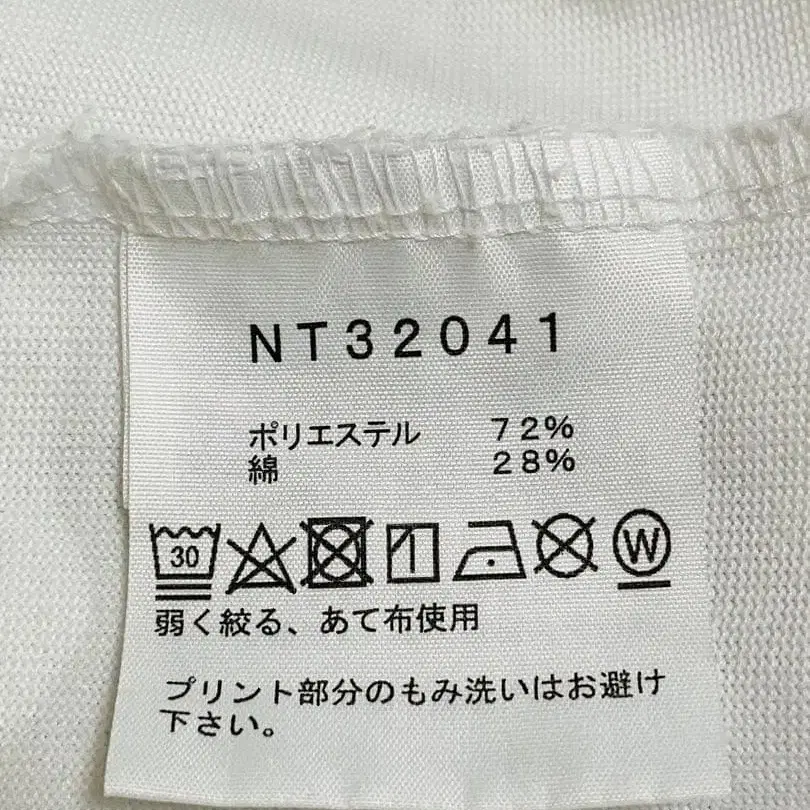 NT32041
ポリエステル 72%
綿 28%
30 W
弱く絞る、あて布使用
プリント部分のもみ洗いはお避け
下さい。